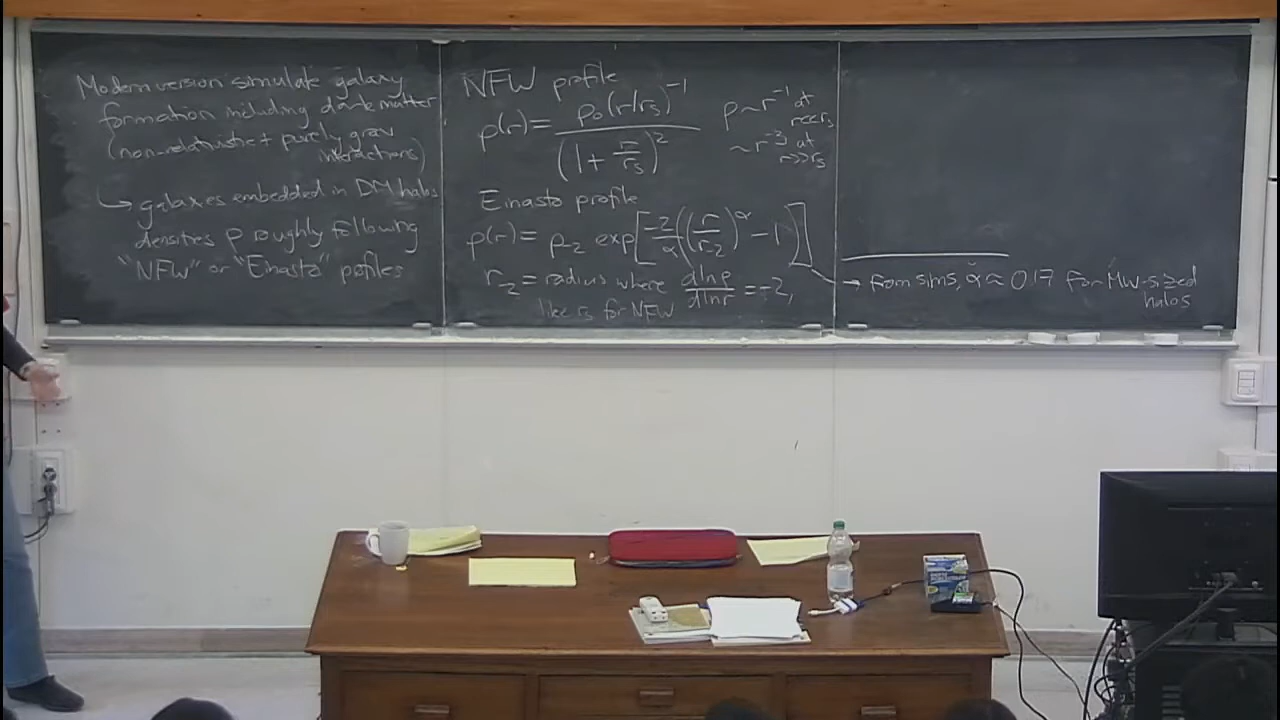 Modern version simulate galaxy
formation including dark matter
(non-relativistic + purely grav
interactions)
↳ galaxies embedded in DM halos
densities ρ roughly following
"NFW" or "Einasto" profiles
NFW profile
ρ(r) = ρ₀(r/rₛ)⁻¹ / (1 + r/rₛ)²
ρ ~ r⁻¹ at
r<<rₛ
~ r⁻³ at
r>>rₛ
Einasto profile
ρ(r) = ρ₋₂ exp[-2/α((r/r₋₂)^α - 1)]
r₋₂ = radius where dlnρ/dlnr = -2,
like rₛ for NFW
→ from sims, α ≈ 0.17 for MW-sized
halos